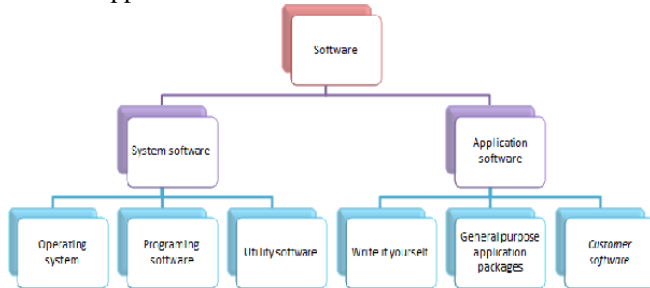 Software
System software
Application
software
Operating
system
Programing
software
Utility software
Write it yourself
General purpose
application
packages
Customer
software